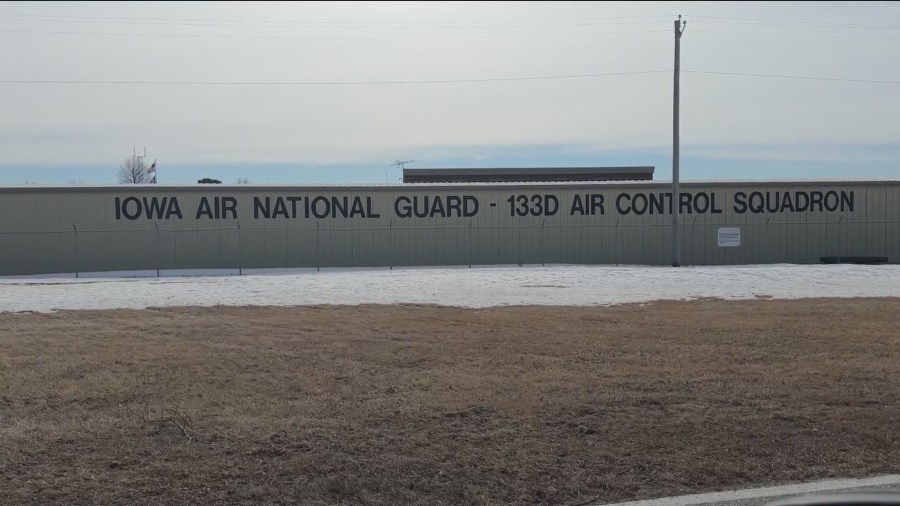 IOWA AIR NATIONAL GUARD - 133D AIR CONTROL SQUADRON